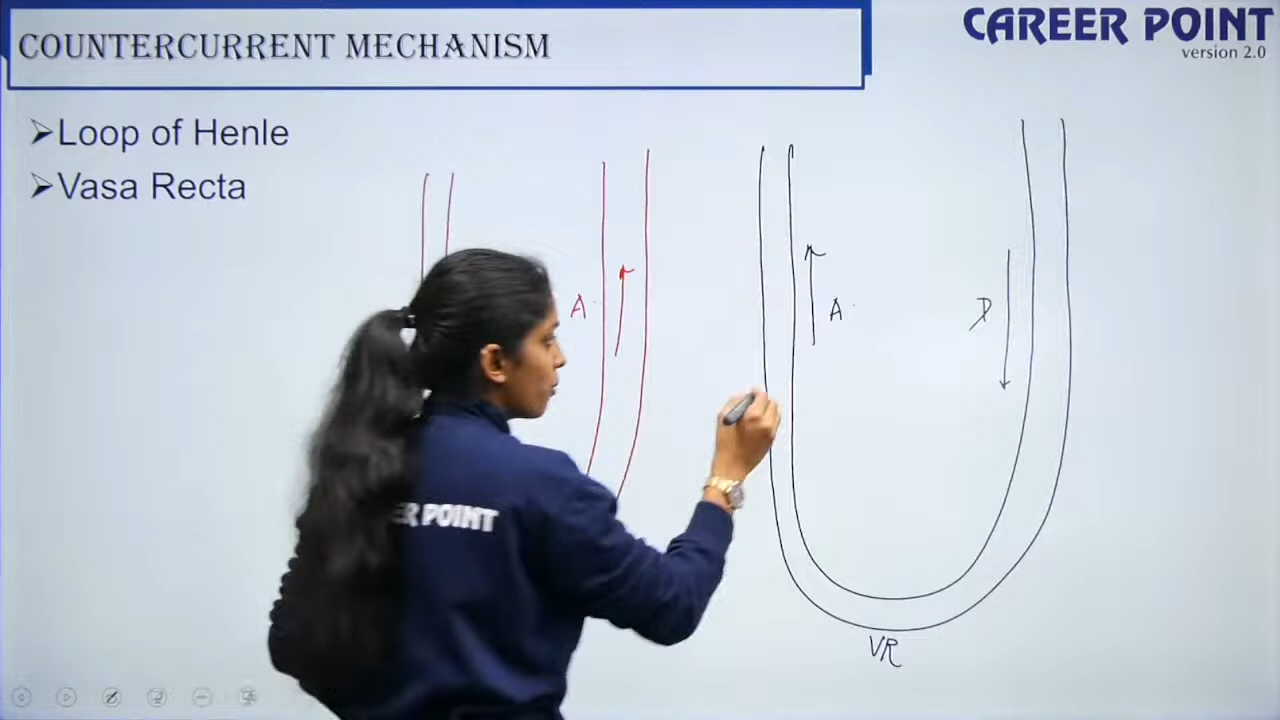 COUNTERCURRENT MECHANISM
CAREER POINT
version 2.0
➢Loop of Henle
➢Vasa Recta
A
A
D
ER POINT
VR